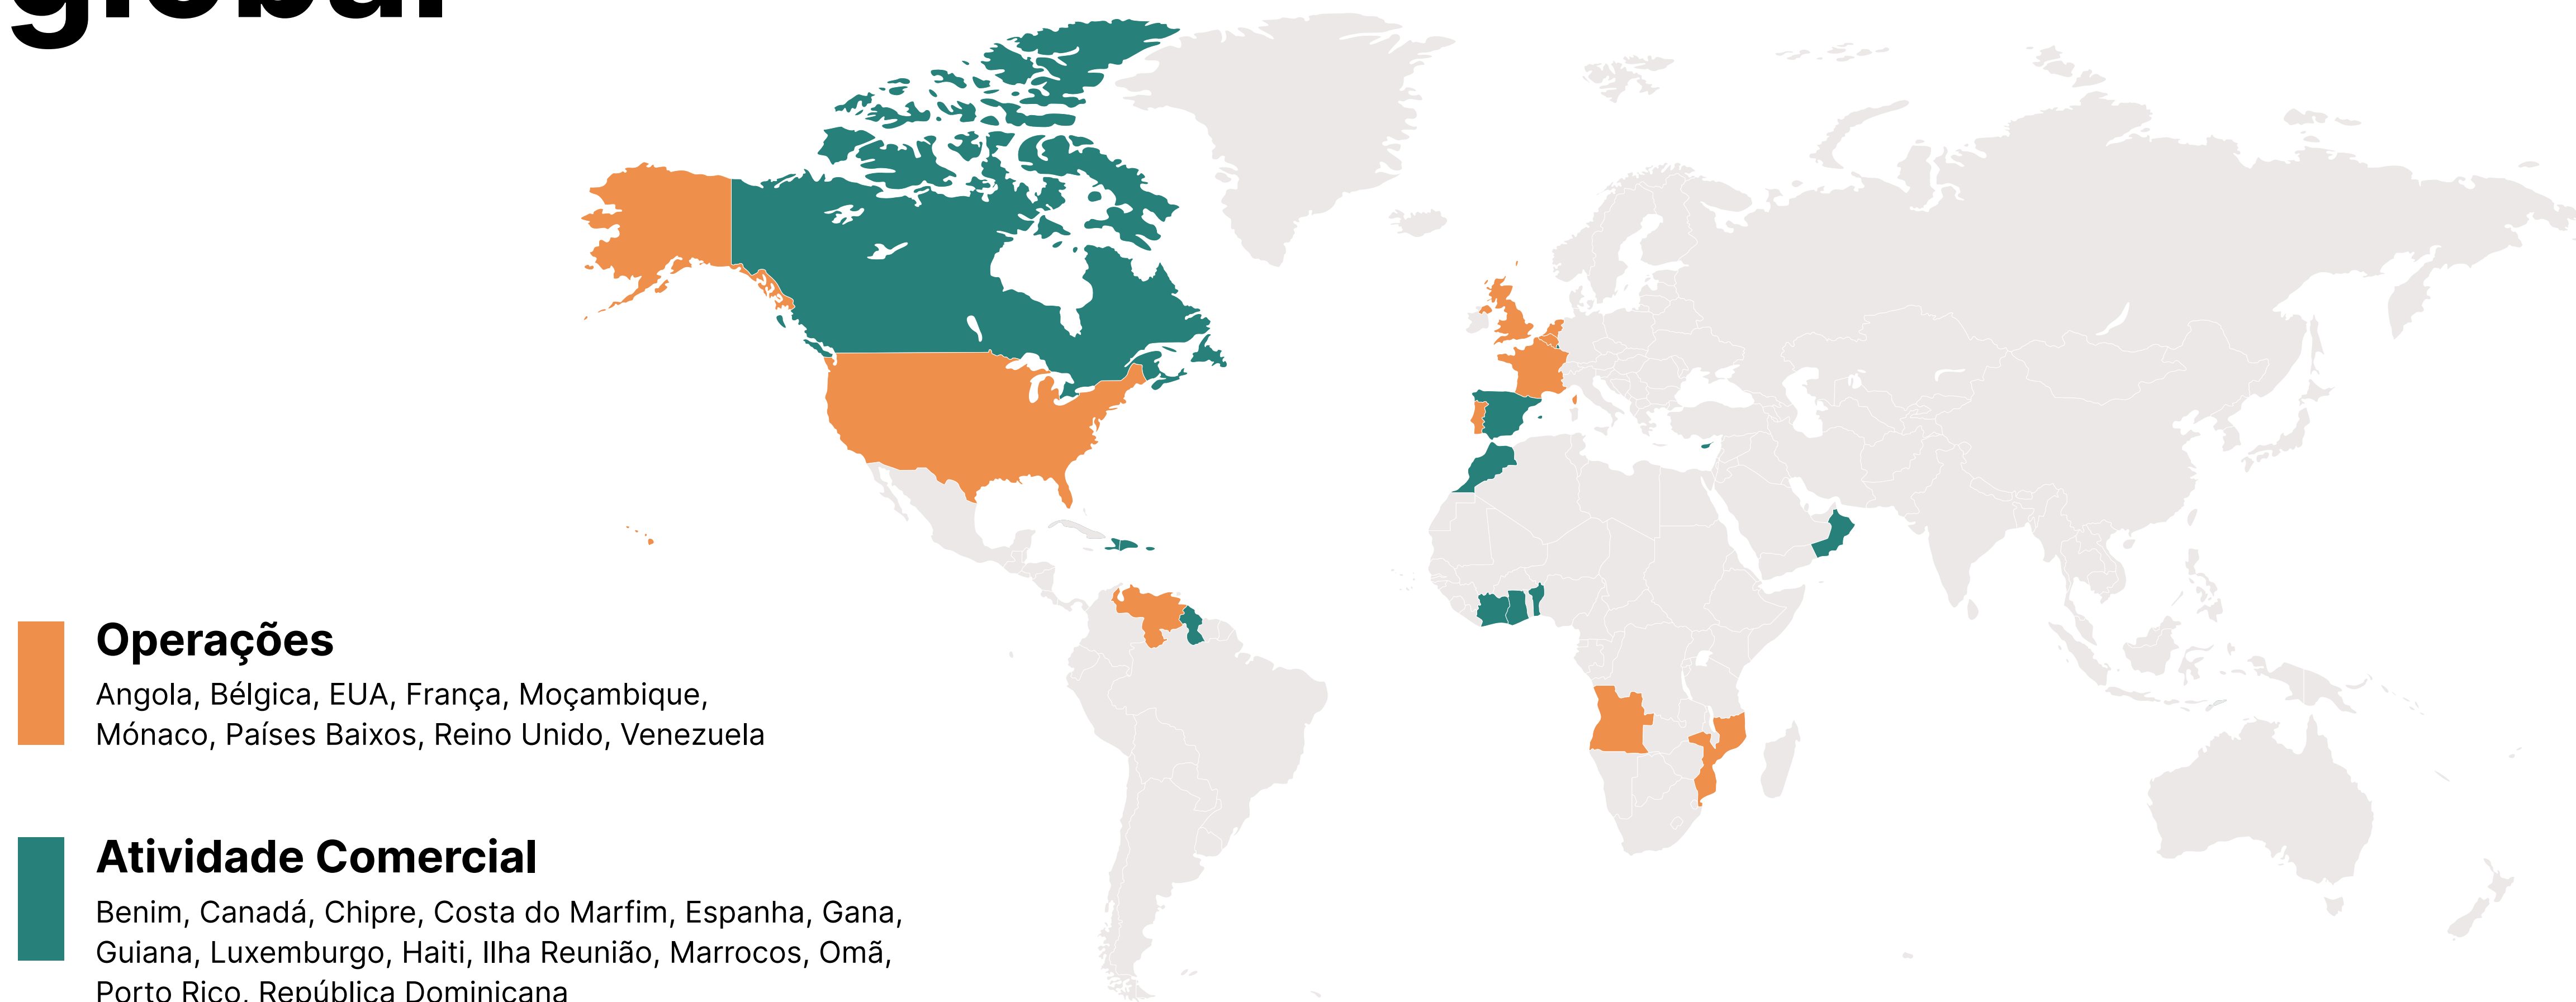 global
Operações
Angola, Bélgica, EUA, França, Moçambique,
Mónaco, Países Baixos, Reino Unido, Venezuela
Atividade Comercial
Benim, Canadá, Chipre, Costa do Marfim, Espanha, Gana,
Guiana, Luxemburgo, Haiti, Ilha Reunião, Marrocos, Omã,
Porto Rico, República Dominicana